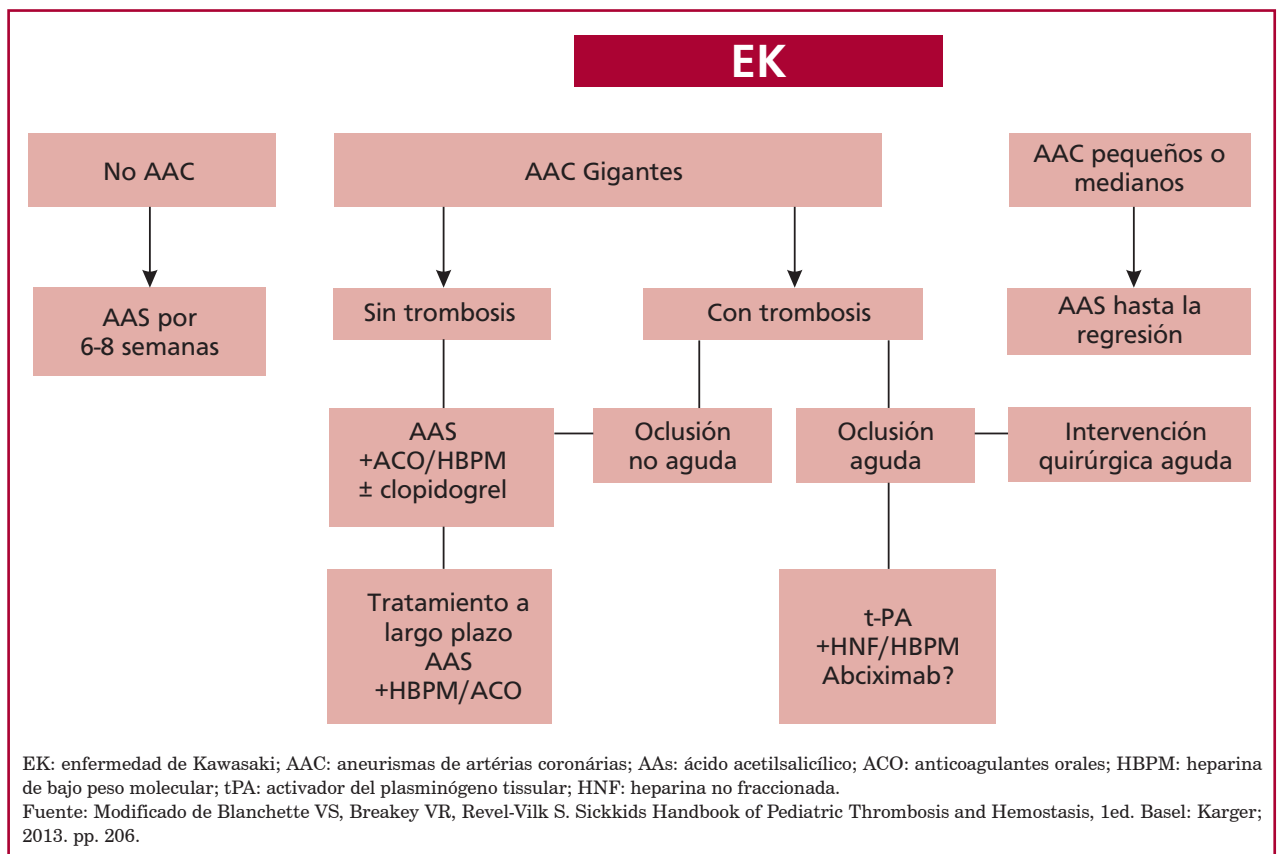 EK
No AAC
AAC Gigantes
AAC pequeños o
medianos
AAS por
6-8 semanas
Sin trombosis
Con trombosis
AAS hasta la
regresión
AAS
+ACO/HBPM
± clopidogrel
Oclusión
no aguda
Oclusión
aguda
Intervención
quirúrgica aguda
Tratamiento a
largo plazo
AAS
+HBPM/ACO
t-PA
+HNF/HBPM
Abciximab?
EK: enfermedad de Kawasaki; AAC: aneurismas de artérias coronárias; AAs: ácido acetilsalicílico; ACO: anticoagulantes orales; HBPM: heparina
de bajo peso molecular; tPA: activador del plasminógeno tissular; HNF: heparina no fraccionada.
Fuente: Modificado de Blanchette VS, Breakey VR, Revel-Vilk S. Sickkids Handbook of Pediatric Thrombosis and Hemostasis, 1ed. Basel: Karger;
2013. pp. 206.